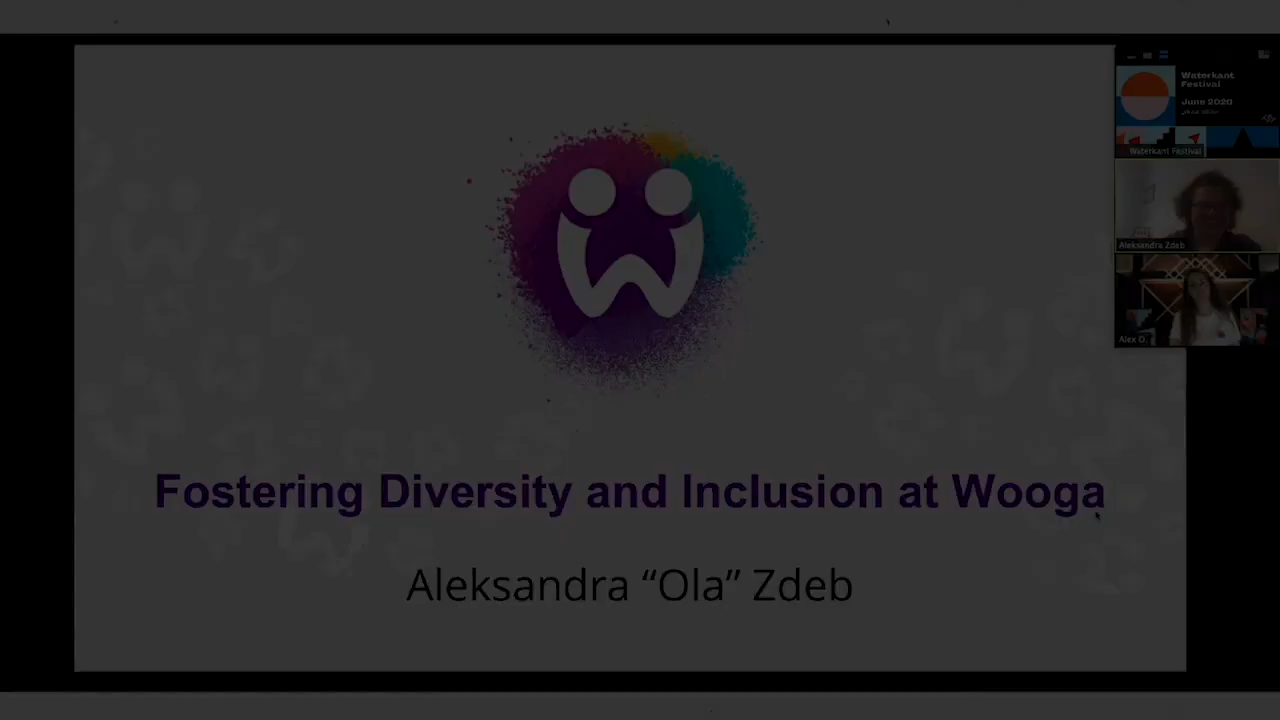 Fostering Diversity and Inclusion at Wooga
Aleksandra “Ola” Zdeb
Waterkant
Festival
June 2020
Waterkant Festival
Aleksandra Zdeb
Alex O.